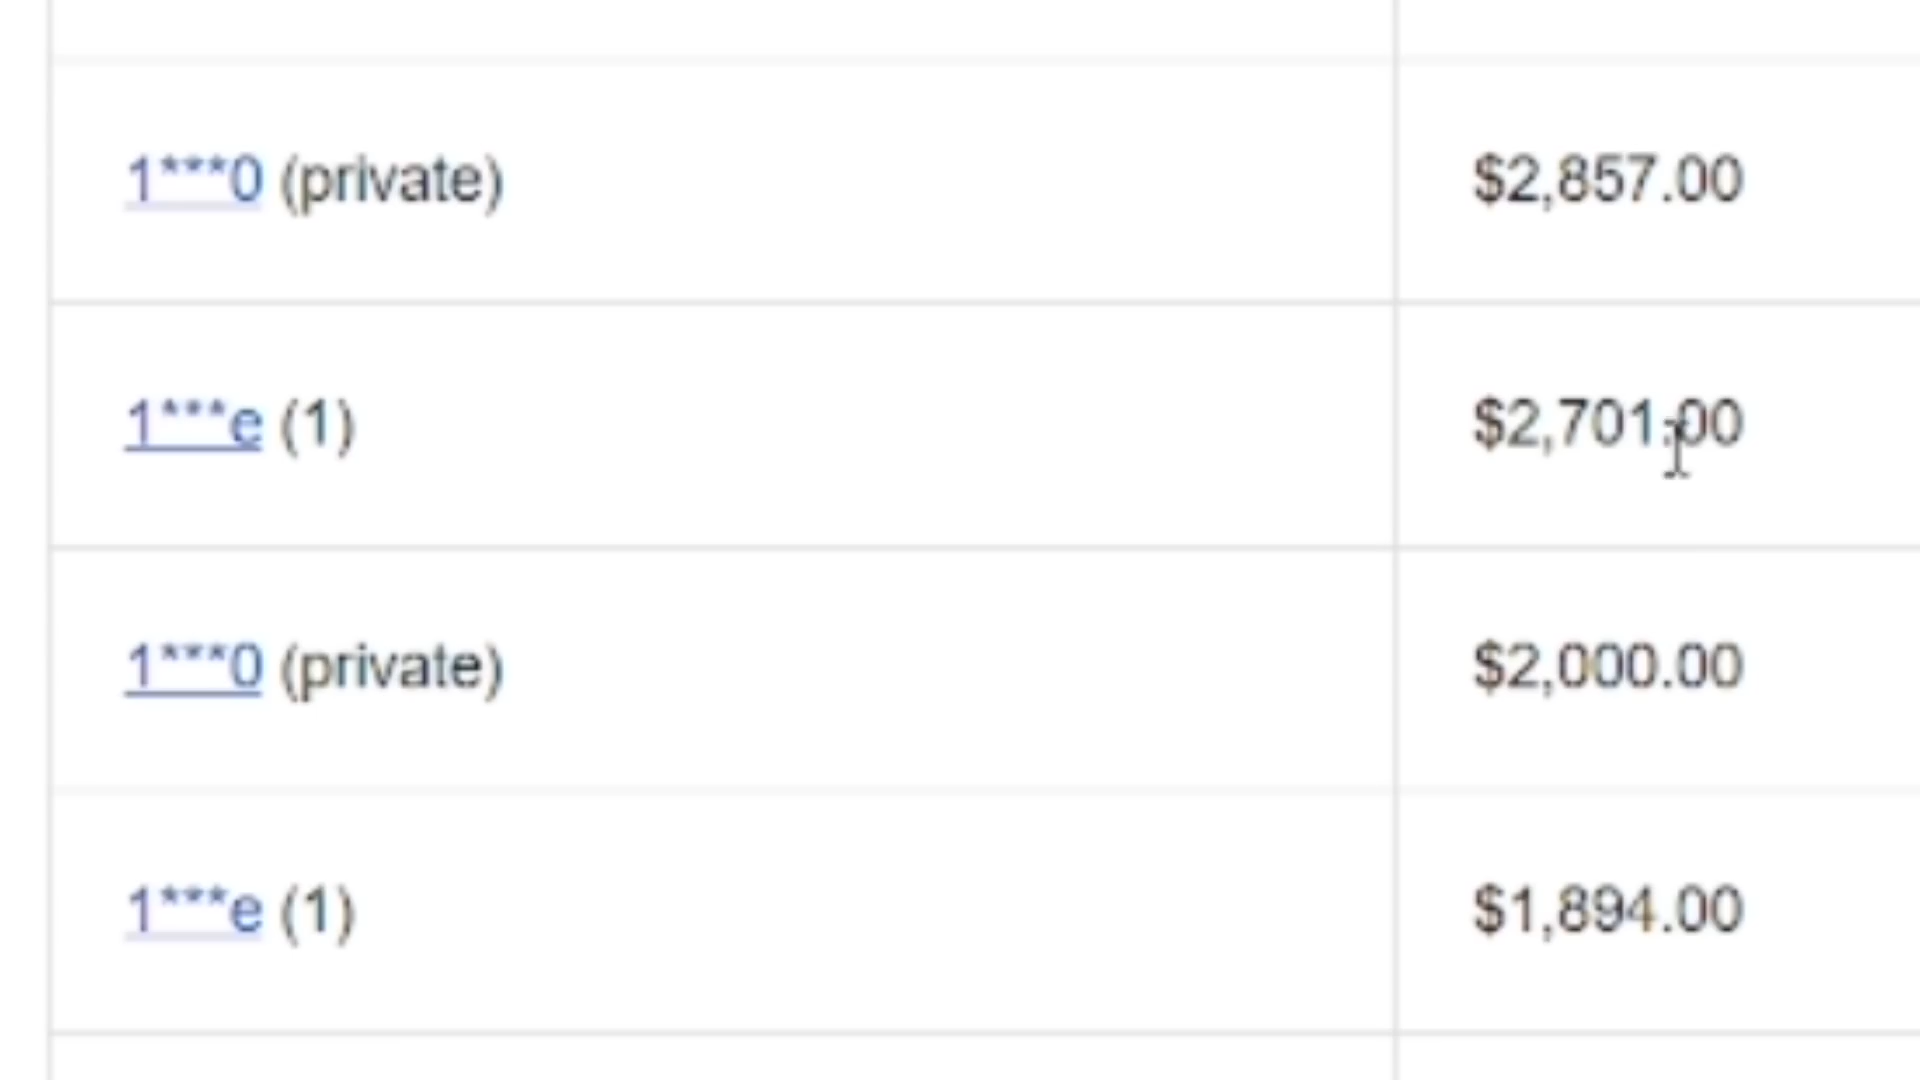 1***0 (private) $2,857.00
1***e (1) $2,701.00
1***0 (private) $2,000.00
1***e (1) $1,894.00